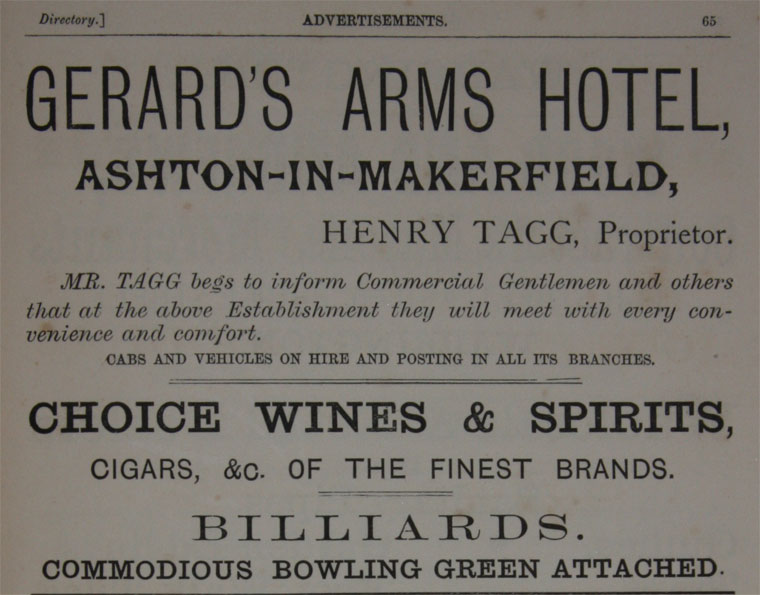 Directory.] ADVERTISEMENTS. 65
GERARD'S ARMS HOTEL,
ASHTON-IN-MAKERFIELD,
HENRY TAGG, Proprietor.
MR. TAGG begs to inform Commercial Gentlemen and others
that at the above Establishment they will meet with every con-
venience and comfort.
CABS AND VEHICLES ON HIRE AND POSTING IN ALL ITS BRANCHES.
CHOICE WINES & SPIRITS,
CIGARS, &c. OF THE FINEST BRANDS.
BILLIARDS.
COMMODIOUS BOWLING GREEN ATTACHED.